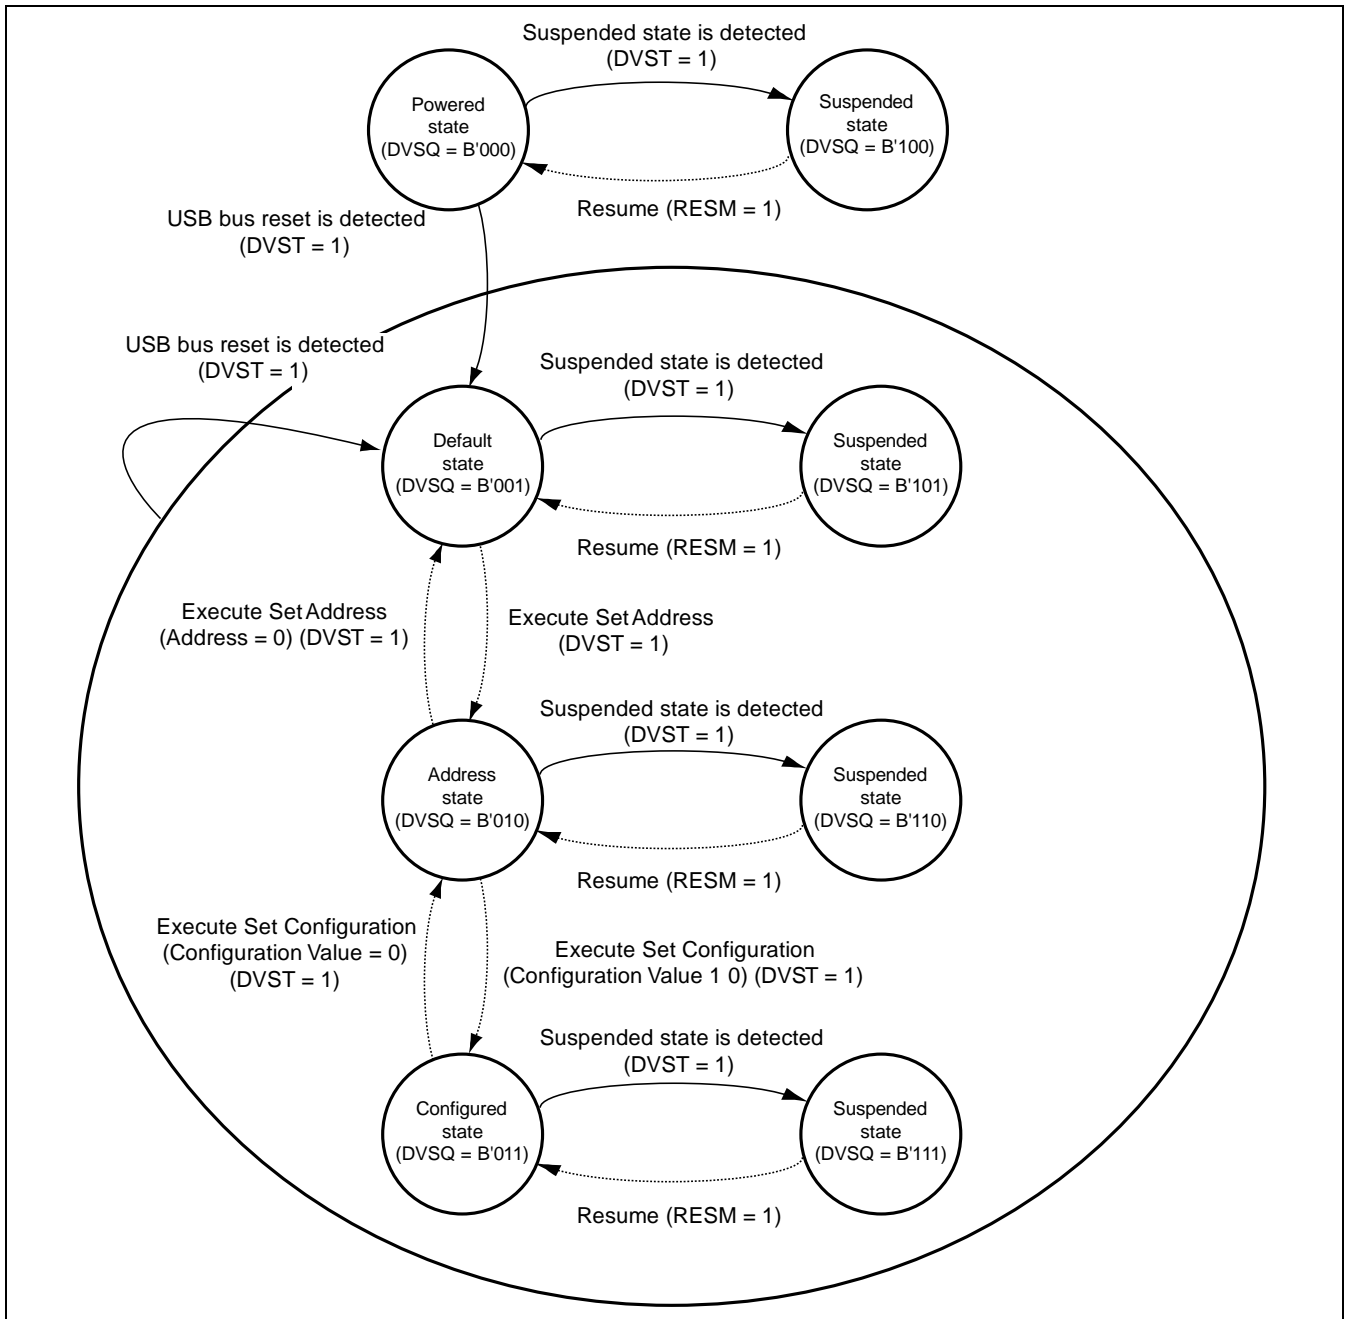 Suspended state is detected
(DVST = 1)
Powered
state
(DVSQ = B'000)
Suspended
state
(DVSQ = B'100)
Resume (RESM = 1)
USB bus reset is detected
(DVST = 1)
USB bus reset is detected
(DVST = 1)
Suspended state is detected
(DVST = 1)
Default
state
(DVSQ = B'001)
Suspended
state
(DVSQ = B'101)
Resume (RESM = 1)
Execute Set Address
(Address = 0) (DVST = 1)
Execute Set Address
(DVST = 1)
Suspended state is detected
(DVST = 1)
Address
state
(DVSQ = B'010)
Suspended
state
(DVSQ = B'110)
Resume (RESM = 1)
Execute Set Configuration
(Configuration Value = 0)
(DVST = 1)
Execute Set Configuration
(Configuration Value 1 0) (DVST = 1)
Suspended state is detected
(DVST = 1)
Configured
state
(DVSQ = B'011)
Suspended
state
(DVSQ = B'111)
Resume (RESM = 1)